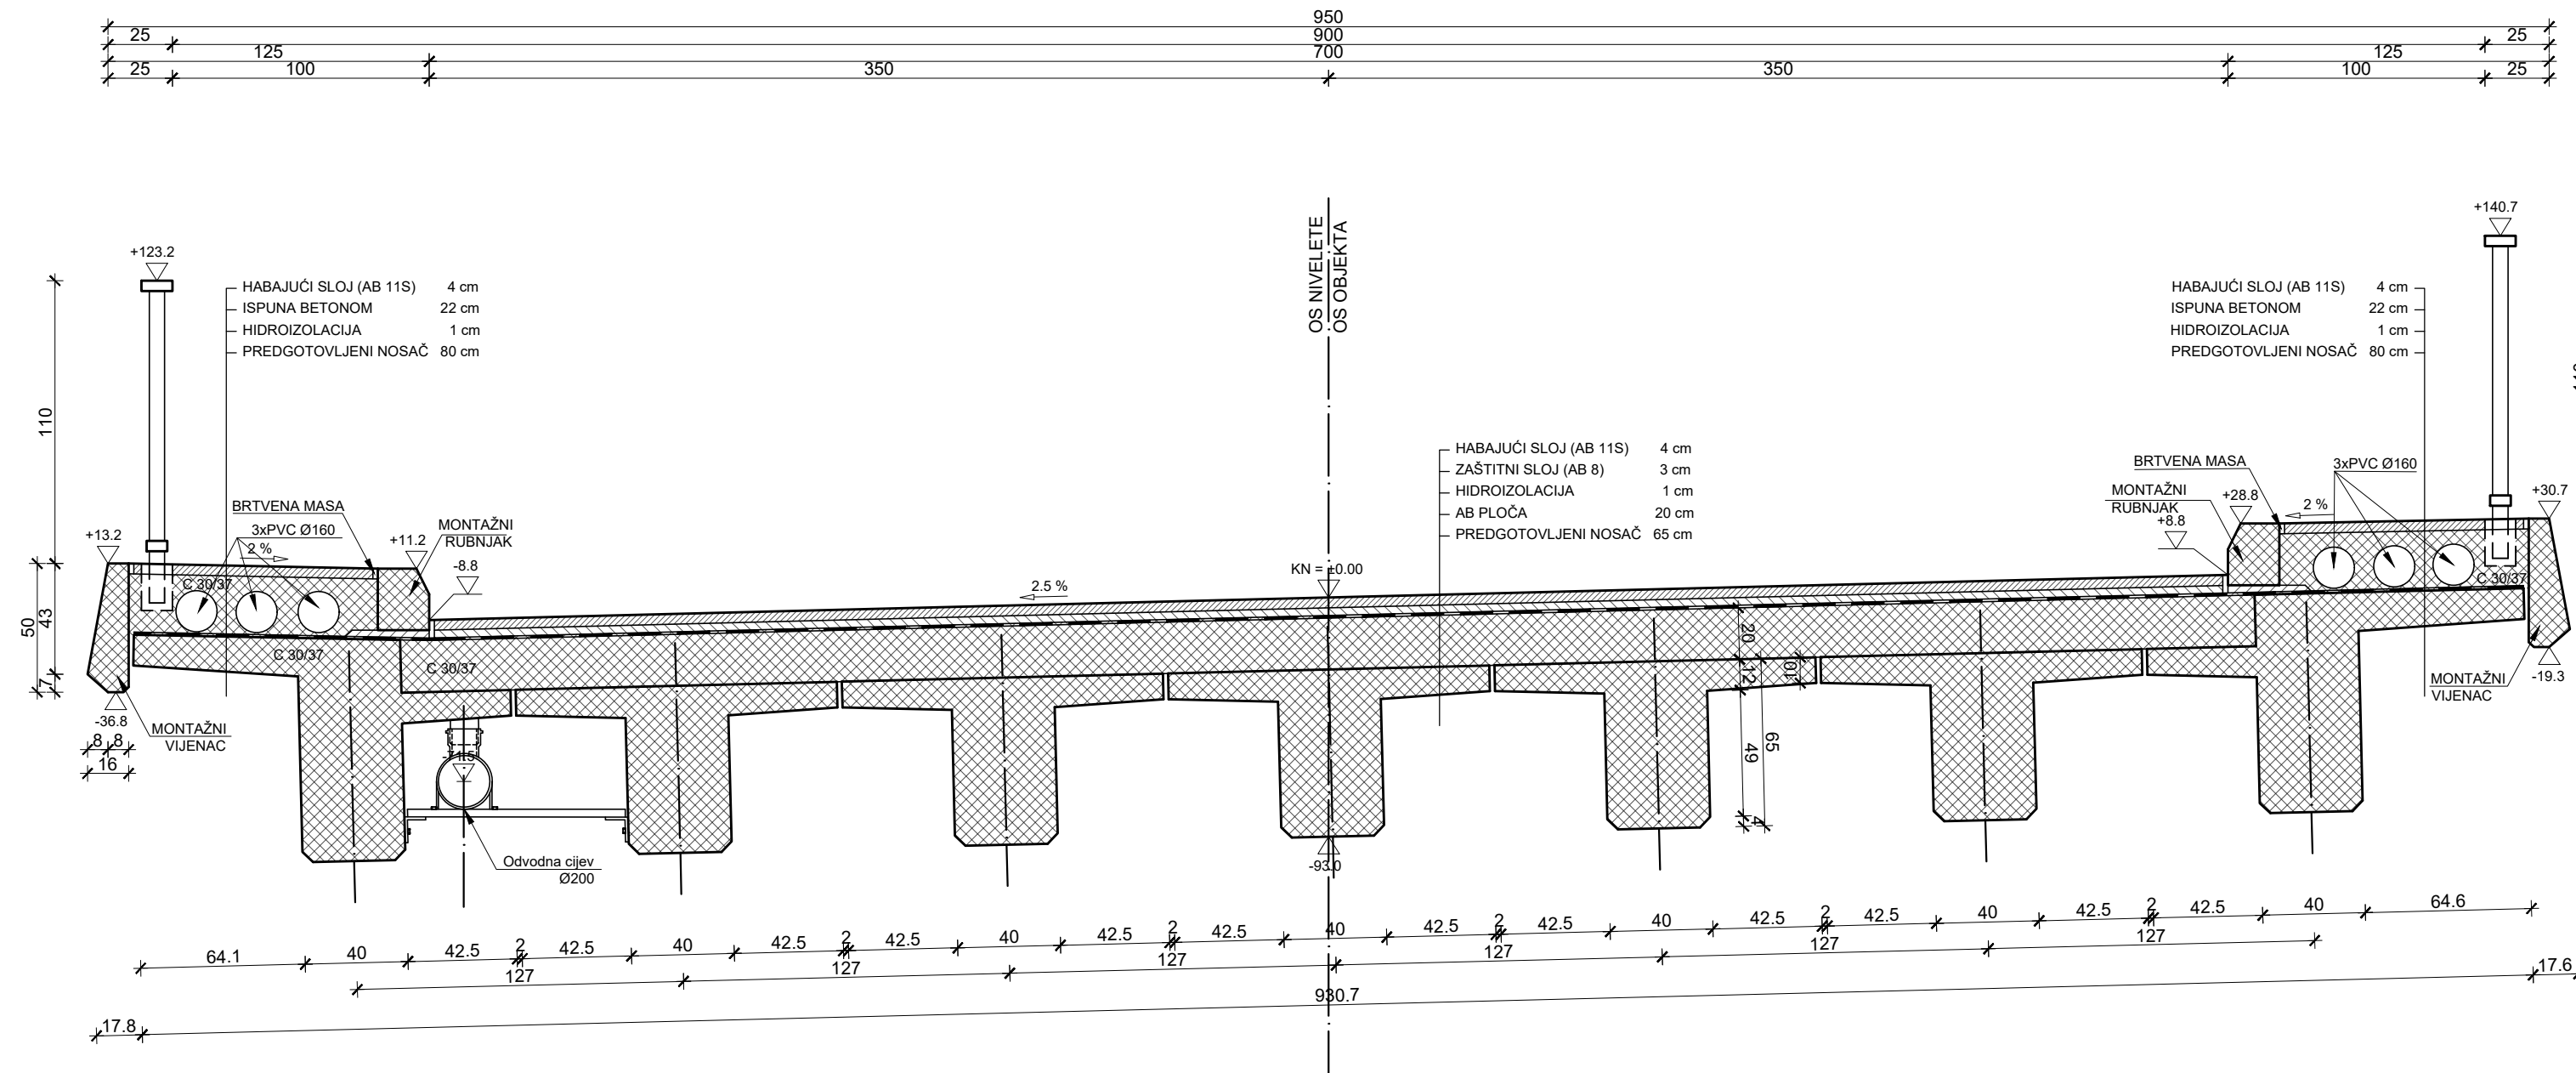 950
25 900 25
125 700 125
25 100 350 350 100 25
OS NIVELETE
OS OBJEKTA
+123.2
+140.7
HABAJUĆI SLOJ (AB 11S) 4 cm
ISPUNA BETONOM 22 cm
HIDROIZOLACIJA 1 cm
PREDGOTOVLJENI NOSAČ 80 cm
HABAJUĆI SLOJ (AB 11S) 4 cm
ISPUNA BETONOM 22 cm
HIDROIZOLACIJA 1 cm
PREDGOTOVLJENI NOSAČ 80 cm
110
HABAJUĆI SLOJ (AB 11S) 4 cm
ZAŠTITNI SLOJ (AB 8) 3 cm
HIDROIZOLACIJA 1 cm
AB PLOČA 20 cm
PREDGOTOVLJENI NOSAČ 65 cm
BRTVENA MASA
3xPVC Ø160
2 %
MONTAŽNI
RUBNJAK
+13.2
+11.2
-8.8
C 30/37
C 30/37
C 30/37
2.5 %
KN = ±0.00
BRTVENA MASA
MONTAŽNI
RUBNJAK
3xPVC Ø160
2 %
+28.8
+8.8
+30.7
C 30/37
50
43
7
-36.8
8 8
16
MONTAŽNI
VIJENAC
-71.5
Odvodna cijev
Ø200
-93.0
20
12
10
49
65
4
MONTAŽNI
VIJENAC
-19.3
64.1 40 42.5 2 42.5 40 42.5 2 42.5 40 42.5 2 42.5 40 42.5 2 42.5 40 42.5 2 42.5 40 42.5 2 42.5 40 64.6
127 127 127 127 127 127
17.8 930.7 17.6